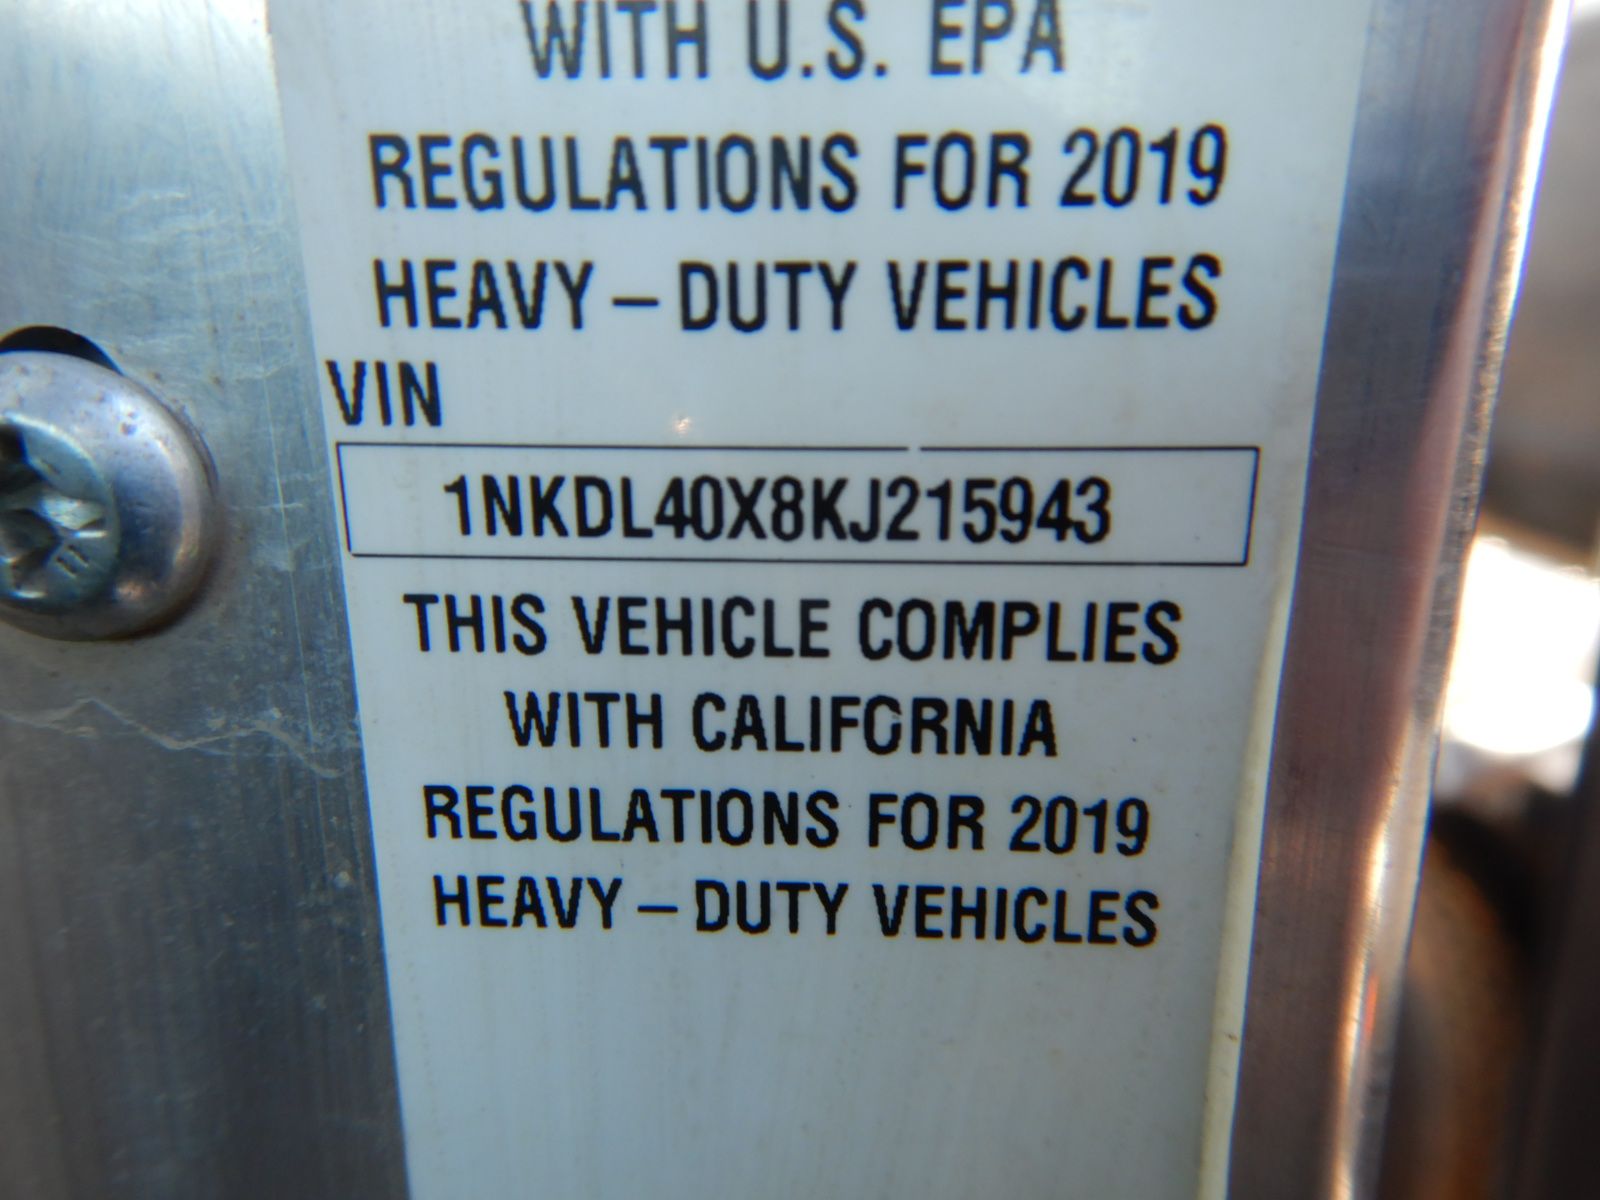 WITH U.S. EPA
REGULATIONS FOR 2019
HEAVY – DUTY VEHICLES
VIN
1NKDL40X8KJ215943
THIS VEHICLE COMPLIES
WITH CALIFORNIA
REGULATIONS FOR 2019
HEAVY – DUTY VEHICLES